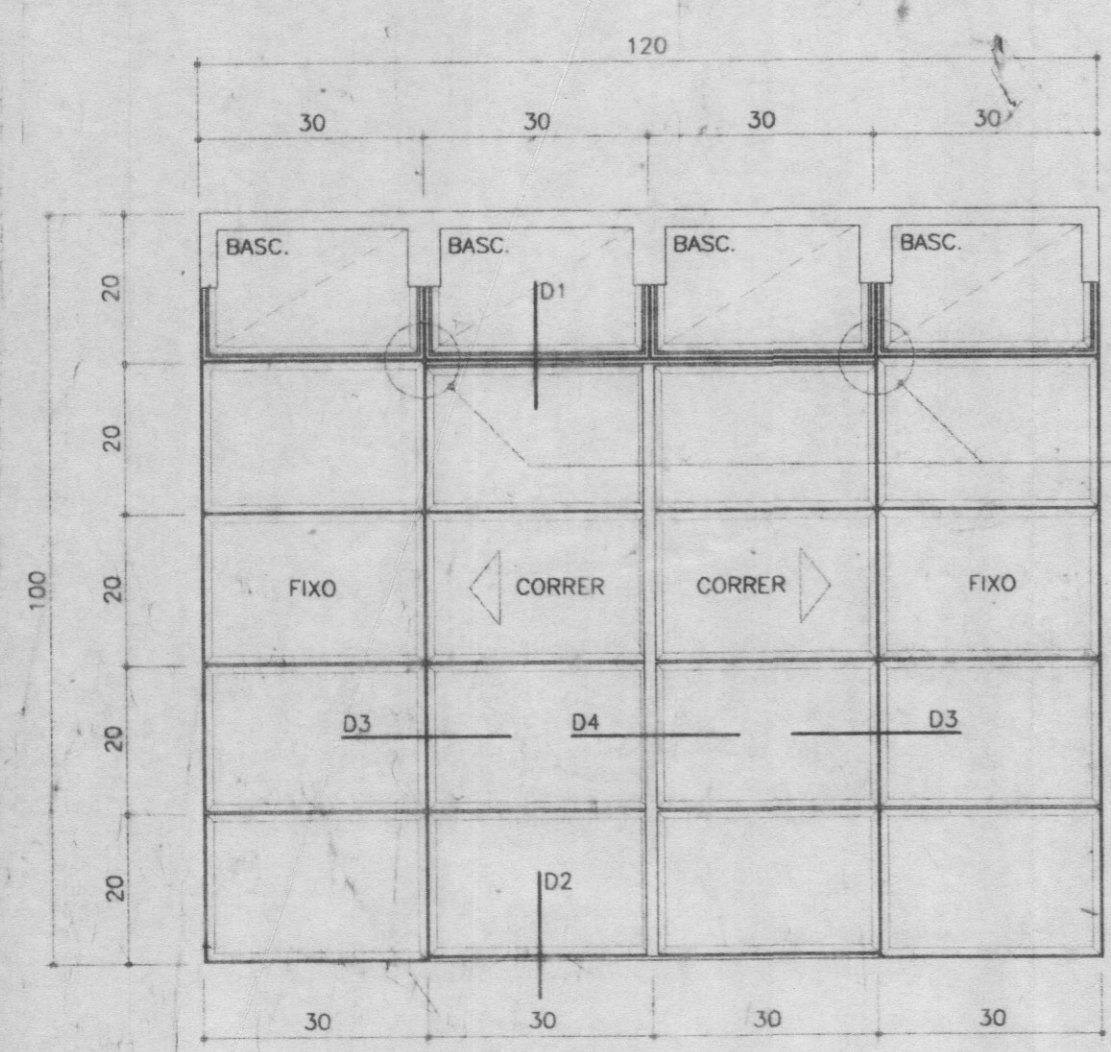 120
30 30 30 30
BASC. BASC. BASC. BASC.
20
D1
20
100
20
FIXO CORRER CORRER FIXO
20
D3 D4 D3
20
D2
30 30 30 30